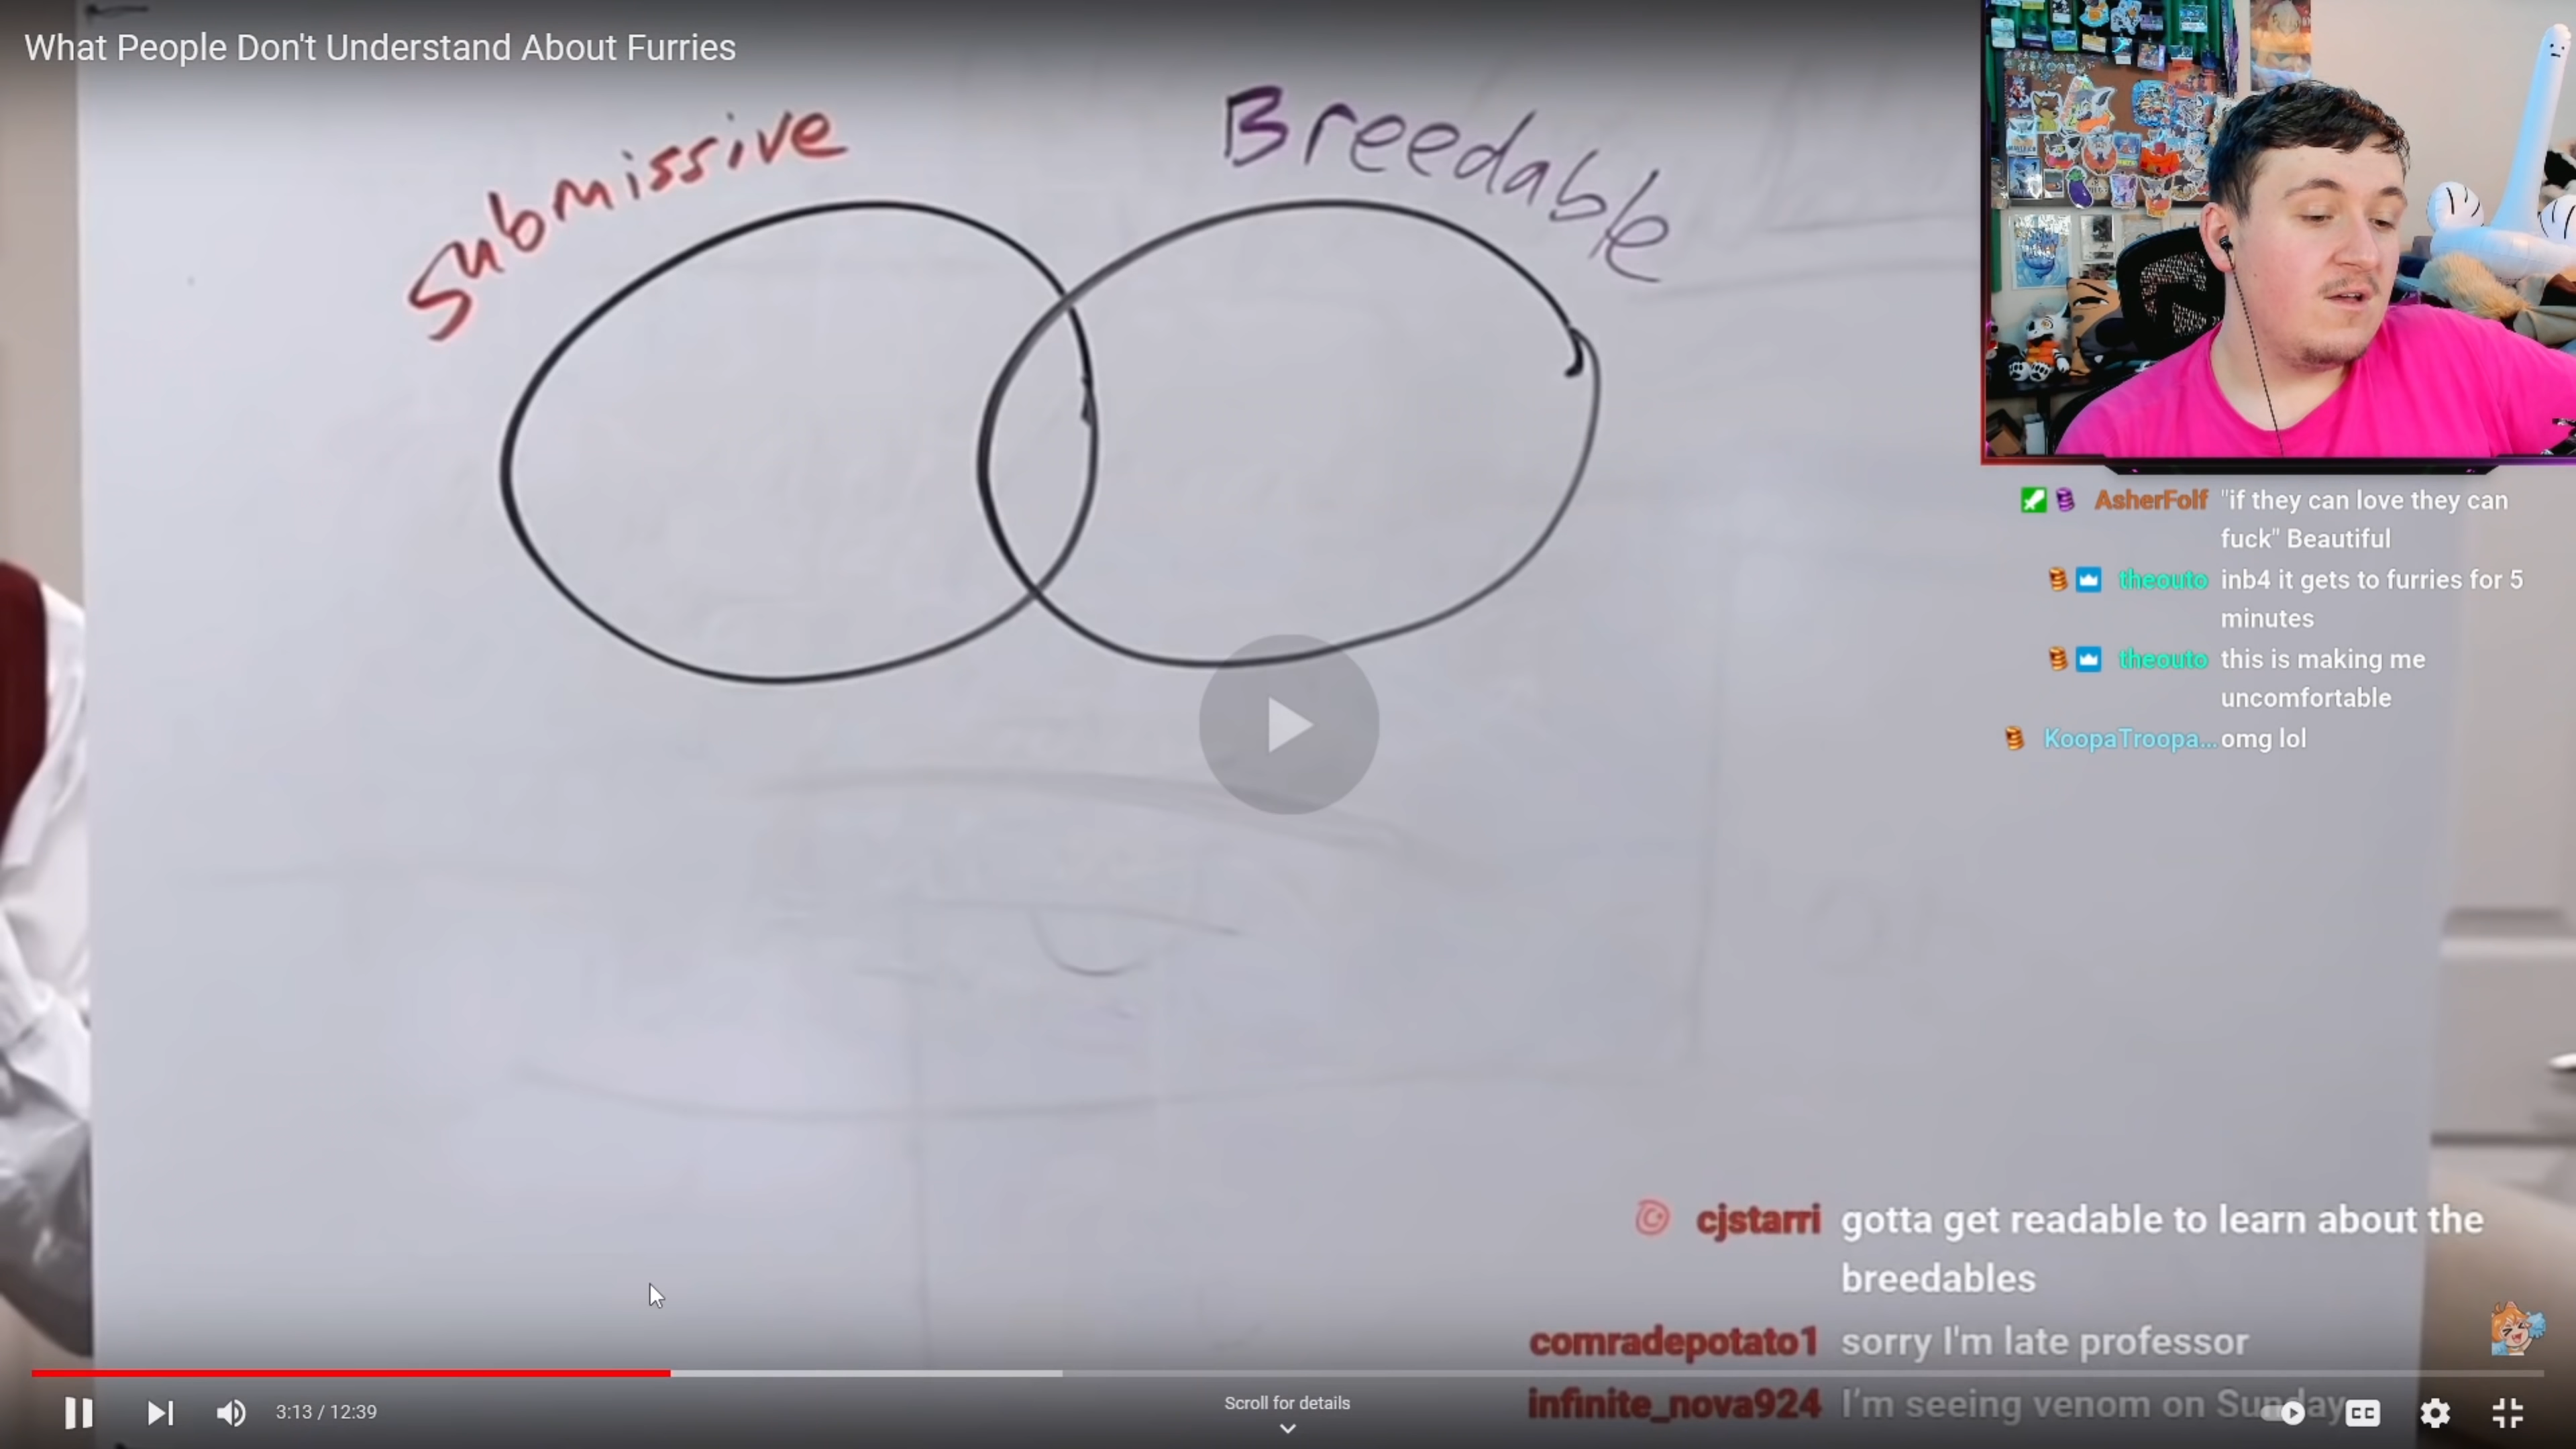 What People Don't Understand About Furries
Submissive
Breedable
AsherFolf "if they can love they can
fuck" Beautiful
theouto inb4 it gets to furries for 5
minutes
theouto this is making me
uncomfortable
KoopaTroopa... omg lol
cjstarri gotta get readable to learn about the
breedables
comradepotato1 sorry I'm late professor
infinite_nova924 I'm seeing venom on Sunday
3:13 / 12:39
Scroll for details
CC